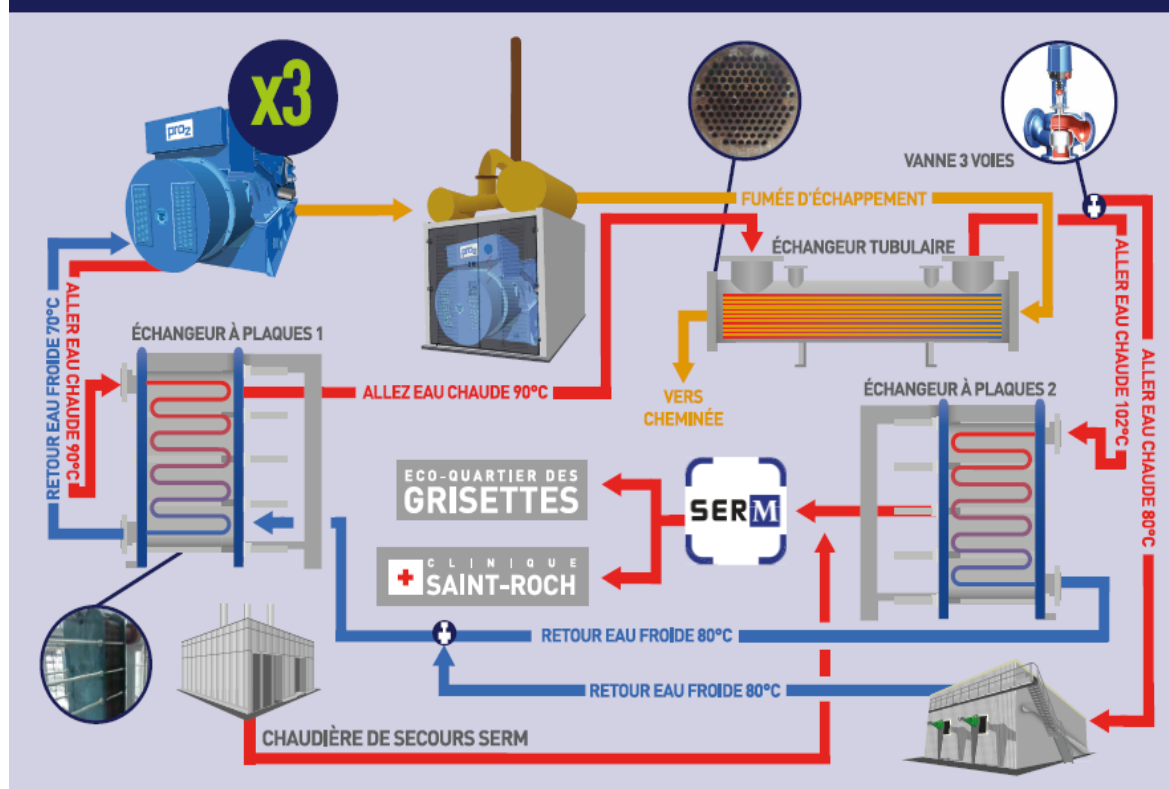 x3
pro2
pro2
VANNE 3 VOIES
FUMÉE D'ÉCHAPPEMENT
ÉCHANGEUR TUBULAIRE
RETOUR EAU FROIDE 70°C
ALLER EAU CHAUDE 90°C
ÉCHANGEUR À PLAQUES 1
ALLEZ EAU CHAUDE 90°C
VERS
CHEMINÉE
ÉCHANGEUR À PLAQUES 2
ALLER EAU CHAUDE 102°C
ALLER EAU CHAUDE 80°C
ECO-QUARTIER DES
GRISETTES
SERM
CLINIQUE
SAINT-ROCH
RETOUR EAU FROIDE 80°C
RETOUR EAU FROIDE 80°C
CHAUDIÈRE DE SECOURS SERM